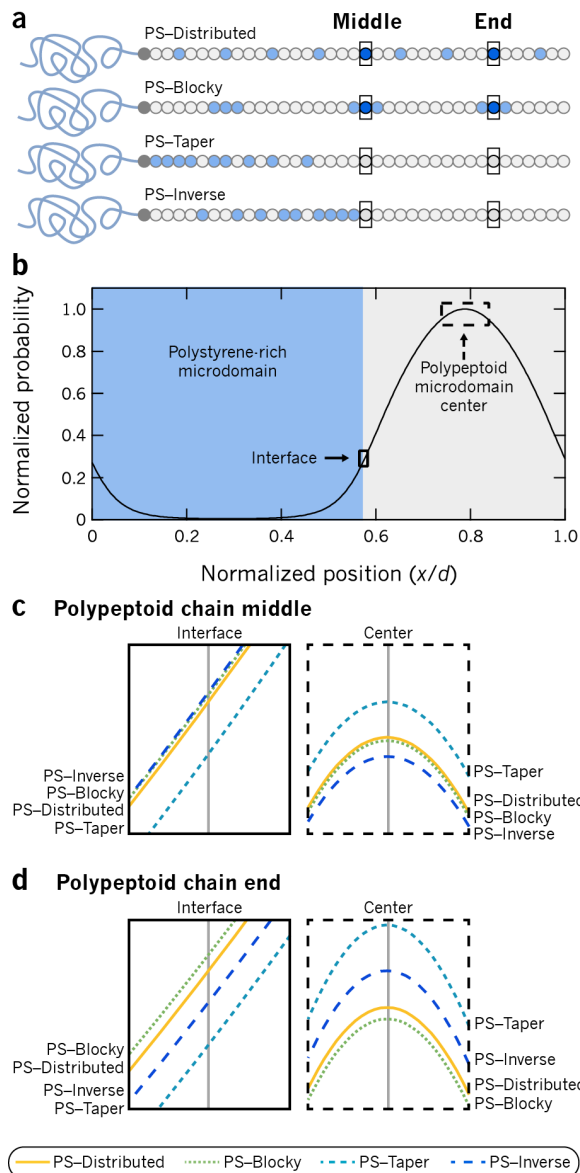 a
Middle End
PS–Distributed
PS–Blocky
PS–Taper
PS–Inverse
b
Normalized probability
1.0
0.8
0.6
0.4
0.2
0
Polystyrene-rich
microdomain
Polypeptoid
microdomain
center
Interface
0 0.2 0.4 0.6 0.8 1.0
Normalized position (x/d)
c Polypeptoid chain middle
Interface
PS–Inverse
PS–Blocky
PS–Distributed
PS–Taper
Center
PS–Taper
PS–Distributed
PS–Blocky
PS–Inverse
d Polypeptoid chain end
Interface
PS–Blocky
PS–Distributed
PS–Inverse
PS–Taper
Center
PS–Taper
PS–Inverse
PS–Distributed
PS–Blocky
PS–Distributed PS–Blocky PS–Taper PS–Inverse